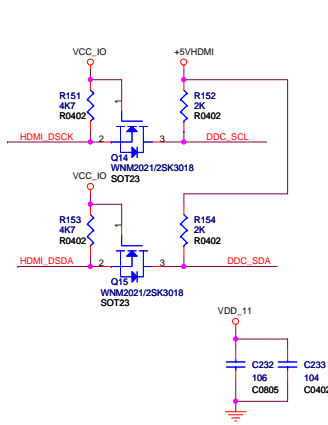 VCC_IO
+5VHDMI
R151
4K7
R0402
1
R152
2K
R0402
HDMI_DSCK
2
3
DDC_SCL
Q14
WNM2021/2SK3018
SOT23
VCC_IO
R153
4K7
R0402
1
R154
2K
R0402
HDMI_DSDA
2
3
DDC_SDA
Q15
WNM2021/2SK3018
SOT23
VDD_11
C232
106
C0805
C233
104
C0402